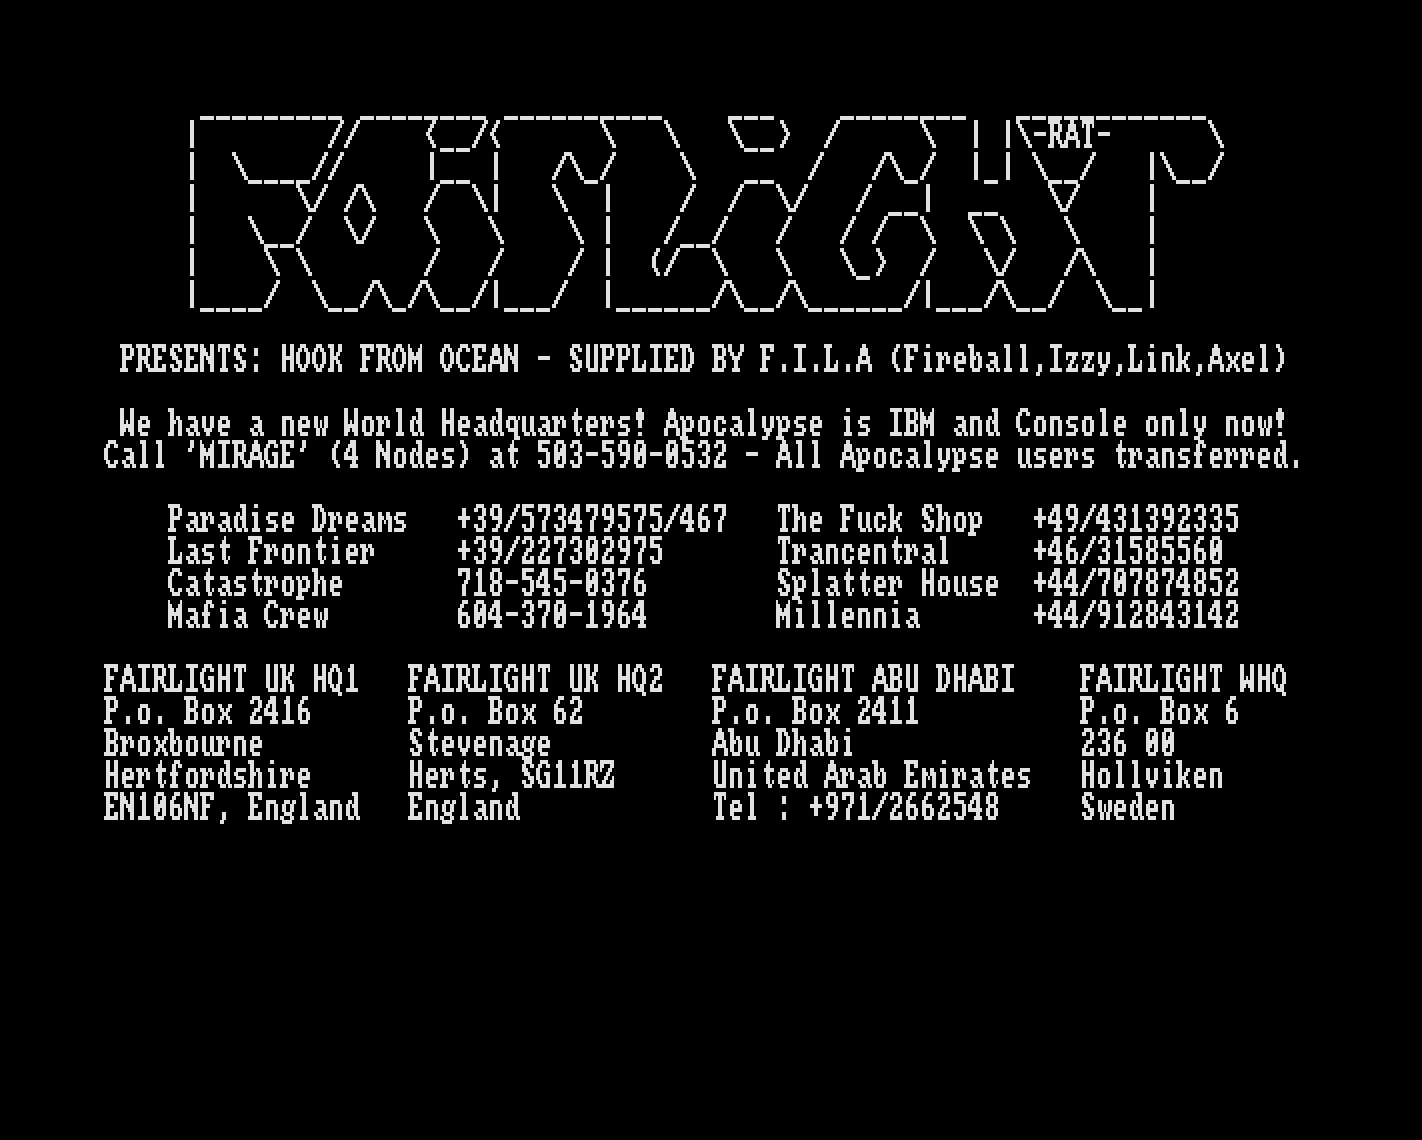 FAiRLiGHT
-RAT-
PRESENTS: HOOK FROM OCEAN - SUPPLIED BY F.I.L.A (Fireball,Izzy,Link,Axel)
We have a new World Headquarters! Apocalypse is IBM and Console only now!
Call 'MIRAGE' (4 Nodes) at 503-590-0532 - All Apocalypse users transferred.
Paradise Dreams +39/573479575/467 The Fuck Shop +49/431392335
Last Frontier +39/227302975 Trancentral +46/31585560
Catastrophe 718-545-0376 Splatter House +44/707874852
Mafia Crew 604-370-1964 Millennia +44/912843142
FAIRLIGHT UK HQ1 FAIRLIGHT UK HQ2 FAIRLIGHT ABU DHABI FAIRLIGHT WHQ
P.o. Box 2416 P.o. Box 62 P.o. Box 2411 P.o. Box 6
Broxbourne Stevenage Abu Dhabi 236 00
Hertfordshire Herts, SG11RZ United Arab Emirates Hollviken
EN106NF, England England Tel : +971/2662548 Sweden